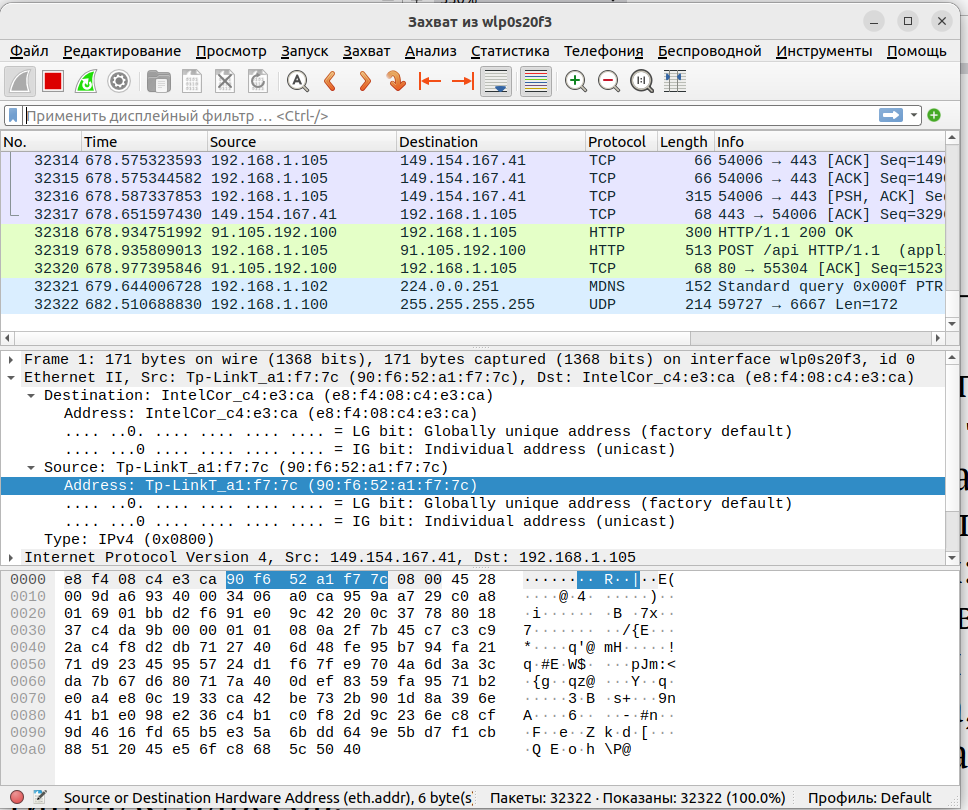 Захват из wlp0s20f3
Файл Редактирование Просмотр Запуск Захват Анализ Статистика Телефония Беспроводной Инструменты Помощь
Применить дисплейный фильтр ... <Ctrl-/>
No. Time Source Destination Protocol Length Info
32314 678.575323593 192.168.1.105 149.154.167.41 TCP 66 54006 → 443 [ACK] Seq=1490
32315 678.575344582 192.168.1.105 149.154.167.41 TCP 66 54006 → 443 [ACK] Seq=1490
32316 678.587337853 192.168.1.105 149.154.167.41 TCP 315 54006 → 443 [PSH, ACK] Se
32317 678.651597430 149.154.167.41 192.168.1.105 TCP 68 443 → 54006 [ACK] Seq=3290
32318 678.934751992 91.105.192.100 192.168.1.105 HTTP 300 HTTP/1.1 200 OK
32319 678.935809013 192.168.1.105 91.105.192.100 HTTP 513 POST /api HTTP/1.1 (appl
32320 678.977395846 91.105.192.100 192.168.1.105 TCP 68 80 → 55304 [ACK] Seq=1523
32321 679.644006728 192.168.1.102 224.0.0.251 MDNS 152 Standard query 0x000f PTR
32322 682.510688830 192.168.1.100 255.255.255.255 UDP 214 59727 → 6667 Len=172
Frame 1: 171 bytes on wire (1368 bits), 171 bytes captured (1368 bits) on interface wlp0s20f3, id 0
Ethernet II, Src: Tp-LinkT_a1:f7:7c (90:f6:52:a1:f7:7c), Dst: IntelCor_c4:e3:ca (e8:f4:08:c4:e3:ca)
Destination: IntelCor_c4:e3:ca (e8:f4:08:c4:e3:ca)
Address: IntelCor_c4:e3:ca (e8:f4:08:c4:e3:ca)
.... ..0. .... .... .... .... = LG bit: Globally unique address (factory default)
.... ...0 .... .... .... .... = IG bit: Individual address (unicast)
Source: Tp-LinkT_a1:f7:7c (90:f6:52:a1:f7:7c)
Address: Tp-LinkT_a1:f7:7c (90:f6:52:a1:f7:7c)
.... ..0. .... .... .... .... = LG bit: Globally unique address (factory default)
.... ...0 .... .... .... .... = IG bit: Individual address (unicast)
Type: IPv4 (0x0800)
Internet Protocol Version 4, Src: 149.154.167.41, Dst: 192.168.1.105
0000 e8 f4 08 c4 e3 ca 90 f6 52 a1 f7 7c 08 00 45 28 ········ R··|··E(
0010 00 9d a6 93 40 00 34 06 a0 ca 95 9a a7 29 c0 a8 ····@·4· ·····)··
0020 01 69 01 bb d2 f6 91 e0 9c 42 20 0c 37 78 80 18 ·i······ ·B ·7x··
0030 37 c4 da 9b 00 00 01 01 08 0a 2f 7b 45 c7 c3 c9 7······· ··/{E···
0040 2a c4 f8 d2 db 71 27 40 6d 48 fe 95 b7 94 fa 21 *····q'@ mH·····!
0050 71 d9 23 45 95 57 24 d1 f6 7f e9 70 4a 6d 3a 3c q·#E·W$· ···pJm:<
0060 da 7b 67 d6 80 71 7a 40 0d ef 83 59 fa 95 71 b2 ·{g··qz@ ···Y··q·
0070 e0 a4 e8 0c 19 33 ca 42 be 73 2b 90 1d 8a 39 6e ·····3·B ·s+···9n
0080 41 b1 e0 98 e2 36 c4 b1 c0 f8 2d 9c 23 6e c8 cf A····6·· ··-·#n··
0090 9d 46 16 fd 65 b5 e3 5a 6b dd 64 9e 5b d7 f1 cb ·F··e··Z k·d·[···
00a0 88 51 20 45 e5 6f c8 68 5c 50 40 ·Q E·o·h \P@
Source or Destination Hardware Address (eth.addr), 6 byte(s) Пакеты: 32322 · Показаны: 32322 (100.0%) Профиль: Default